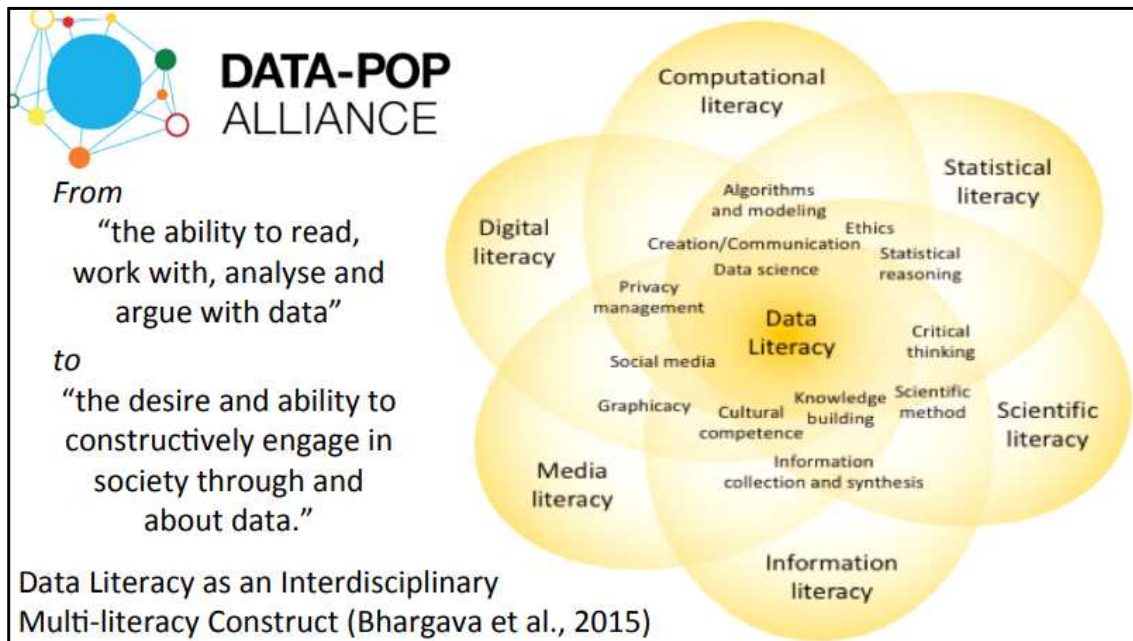 DATA-POP
ALLIANCE
From
“the ability to read,
work with, analyse and
argue with data”
to
“the desire and ability to
constructively engage in
society through and
about data.”
Data Literacy as an Interdisciplinary
Multi-literacy Construct (Bhargava et al., 2015)
Computational
literacy
Statistical
literacy
Digital
literacy
Algorithms
and modeling
Ethics
Creation/Communication
Statistical
reasoning
Data science
Privacy
management
Data
Literacy
Critical
thinking
Social media
Graphicacy
Cultural
competence
Knowledge
building
Scientific
method
Scientific
literacy
Media
literacy
Information
collection and synthesis
Information
literacy